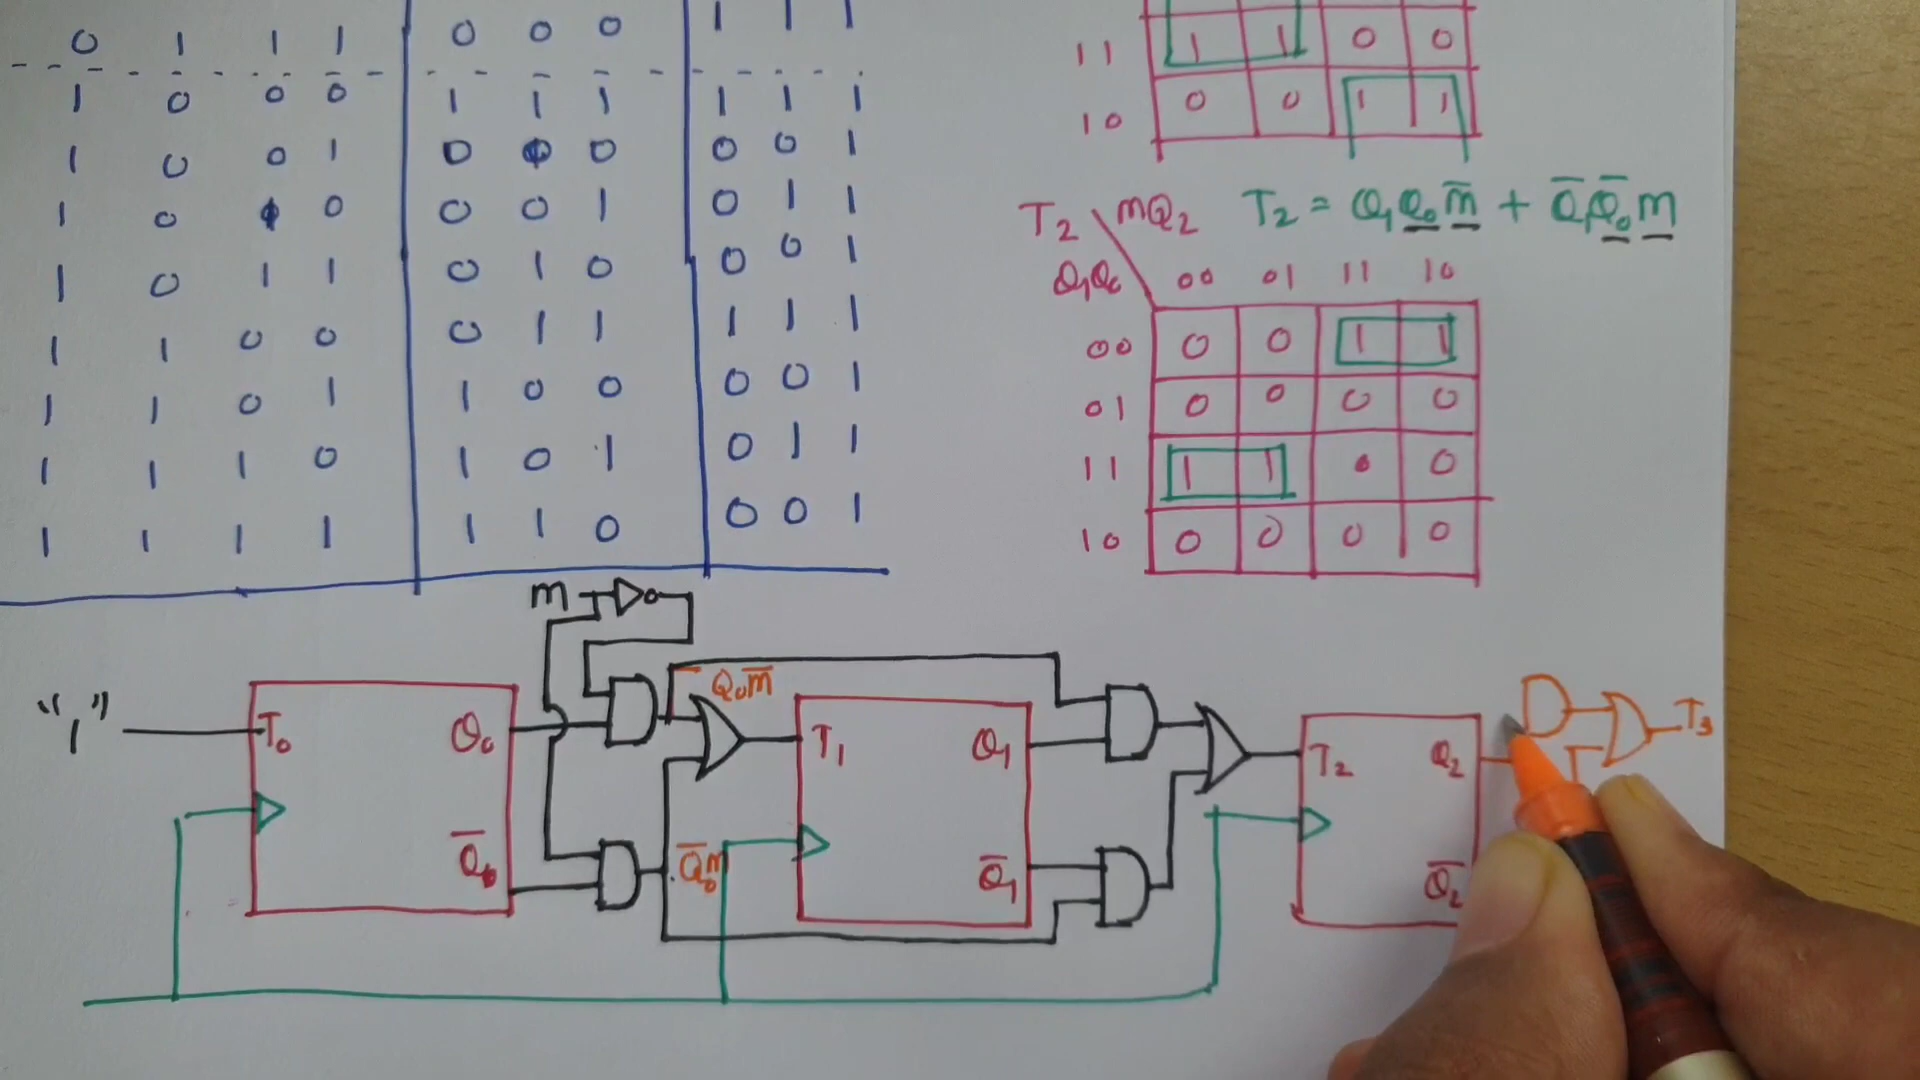 0 1 1 1 0 0 0 1 1 1
1 0 0 0 1 1 1 1 1 1
1 0 0 1 0 0 0 0 0 1
1 0 1 0 0 0 1 0 1 1
1 0 1 1 0 1 0 0 0 1
1 1 0 0 0 1 1 1 1 1
1 1 0 1 1 0 0 0 0 1
1 1 1 0 1 0 1 0 1 1
1 1 1 1 1 1 0 0 0 1
11 1 1 0 0
10 0 0 1 1
T₂ = Q₁Q₀m̅ + Q̅₁Q̅₀m
T₂ \ mQ₂
Q₁Q₀ 00 01 11 10
00 0 0 1 1
01 0 0 0 0
11 1 1 0 0
10 0 0 0 0
m
"1"
T₀ Q₀
Q̅₀
Q₀m̅
Q̅₀m
T₁ Q₁
Q̅₁
T₂ Q₂
Q̅₂
T₃